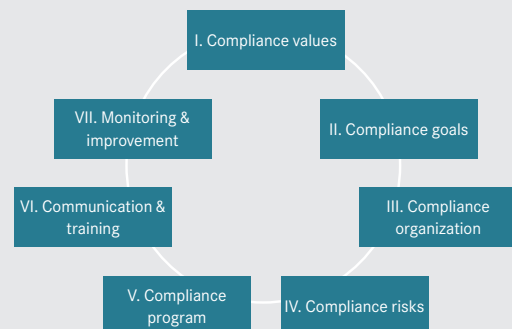 I. Compliance values
II. Compliance goals
III. Compliance
organization
IV. Compliance risks
V. Compliance
program
VI. Communication &
training
VII. Monitoring &
improvement